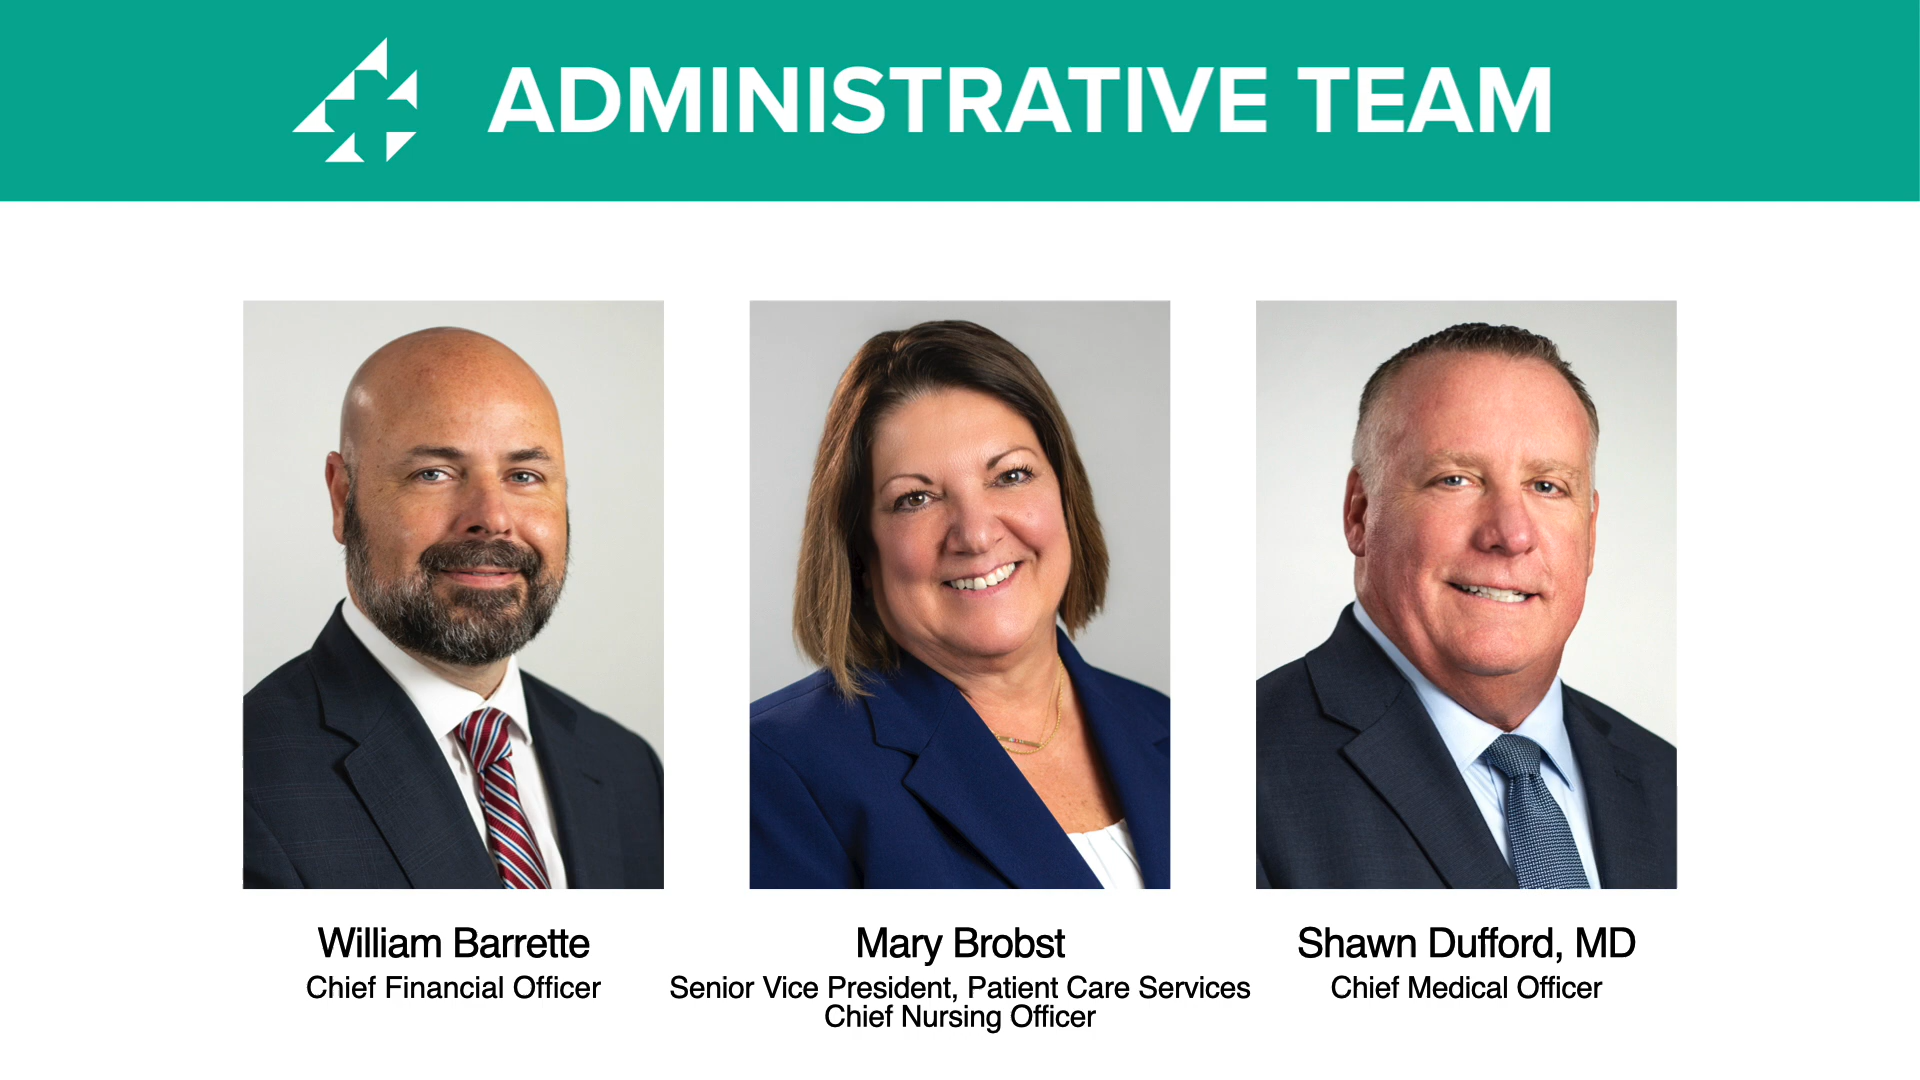 ADMINISTRATIVE TEAM
William Barrette
Chief Financial Officer
Mary Brobst
Senior Vice President, Patient Care Services
Chief Nursing Officer
Shawn Dufford, MD
Chief Medical Officer